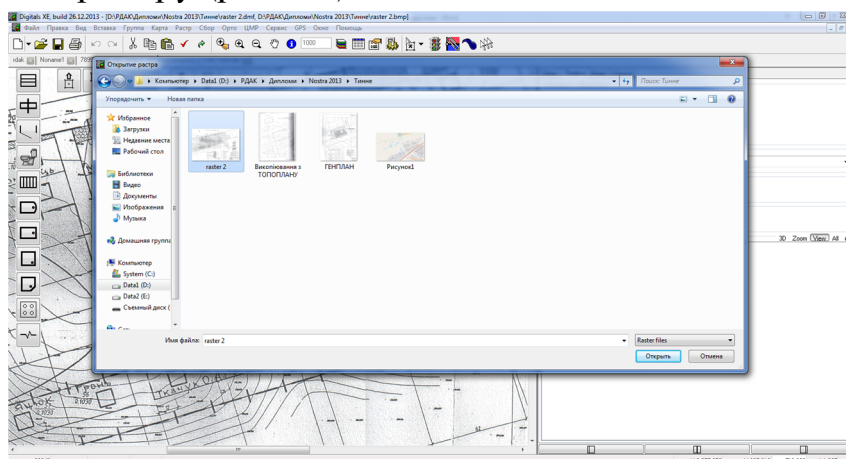 Digitals XE, build 26.12.2013 - [D:\РДАК\Дипломи\Nostra 2013\Тинне\raster 2.dmf, D:\РДАК\Дипломи\Nostra 2013\Тинне\raster 2.bmp]
Файл Правка Вид Вставка Группа Карта Растр Сбор Орто ЦМР Сервис GPS Окно Помощь
1000
Noname1
Открытие растра
Компьютер Data1 (D:) РДАК Дипломи Nostra 2013 Тинне Поиск: Тинне
Упорядочить Новая папка
Избранное
Загрузки
Недавние места
Рабочий стол
Библиотеки
Видео
Документы
Изображения
Музыка
Домашняя группа
Компьютер
System (C:)
Data1 (D:)
Data2 (E:)
Съемный диск (
raster 2
Викопіювання з ТОПОПЛАНУ
ГЕНПЛАН
Рисунок1
3D Zoom View All
Имя файла: raster 2 Raster files
Открыть Отмена
Ткачук О.
0,1030